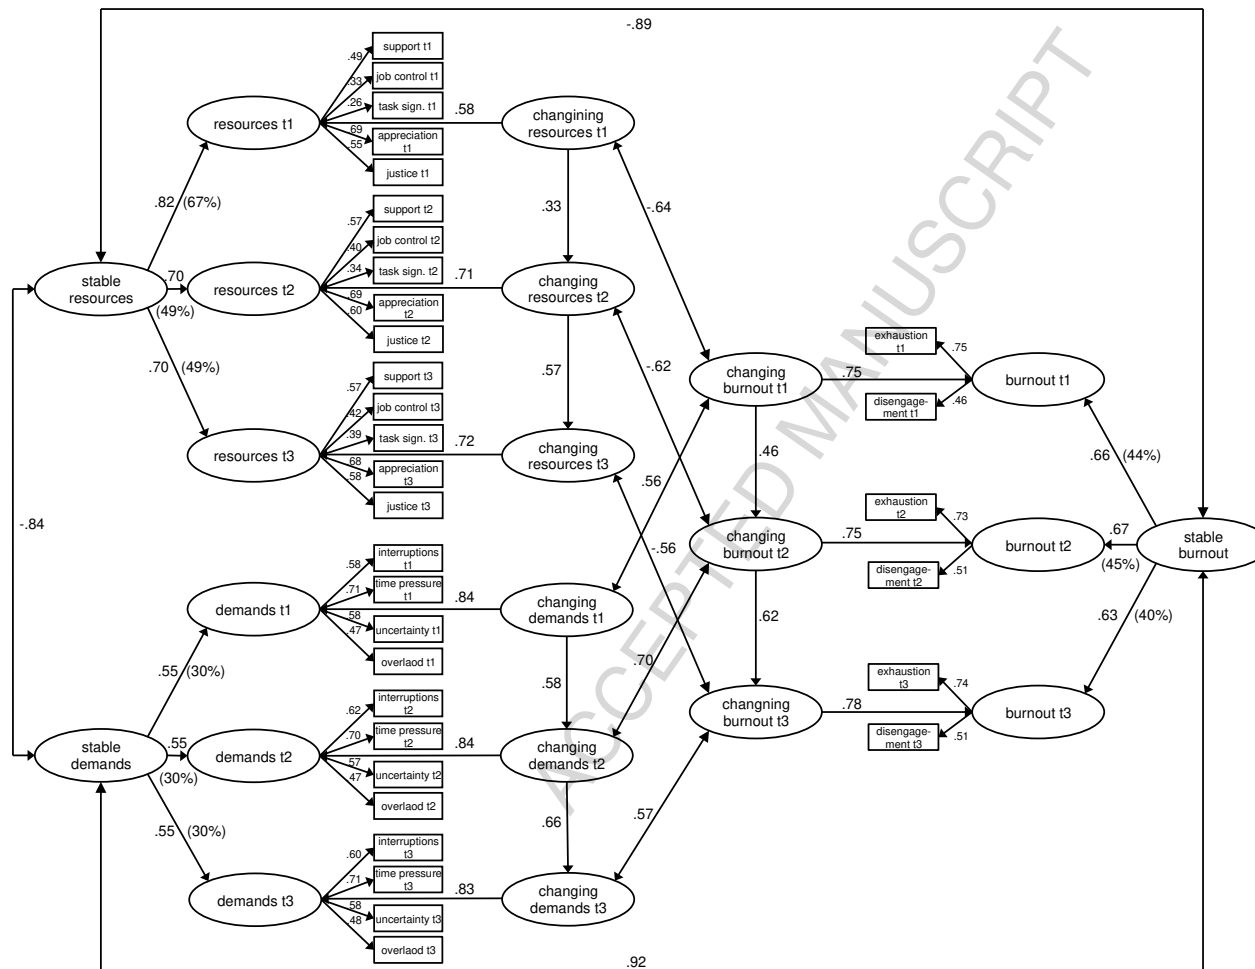 -.89
support t1
.49
job control t1
.33
task sign. t1
.26
resources t1
.58
changining
resources t1
.69
appreciation
t1
.55
justice t1
.82 (67%)
support t2
.57
.33
-.64
job control t2
.40
task sign. t2
.34
stable
resources
.70
(49%)
resources t2
.71
changing
resources t2
.69
appreciation
t2
.60
justice t2
.70 (49%)
support t3
.57
.57
-.62
job control t3
.42
task sign. t3
.39
resources t3
.72
changing
resources t3
.68
appreciation
t3
.58
justice t3
exhaustion
t1
.75
changing
burnout t1
.75
burnout t1
disengage-
ment t1
.46
.46
.56
.66 (44%)
-.84
exhaustion
t2
.73
changing
burnout t2
.75
burnout t2
.67
(45%)
stable
burnout
disengage-
ment t2
.51
-.56
interruptions
t1
.58
time pressure
t1
.71
demands t1
.84
changing
demands t1
.58
uncertainty t1
.47
overlaod t1
.62
.63 (40%)
.55 (30%)
.58
.70
exhaustion
t3
.74
changning
burnout t3
.78
burnout t3
disengage-
ment t3
.51
interruptions
t2
.62
time pressure
t2
.70
stable
demands
.55
(30%)
demands t2
.84
changing
demands t2
.57
uncertainty t2
.47
overlaod t2
.55 (30%)
.66
.57
interruptions
t3
.60
time pressure
t3
.71
demands t3
.83
changing
demands t3
.58
uncertainty t3
.48
overlaod t3
.92
ACCEPTED MANUSCRIPT